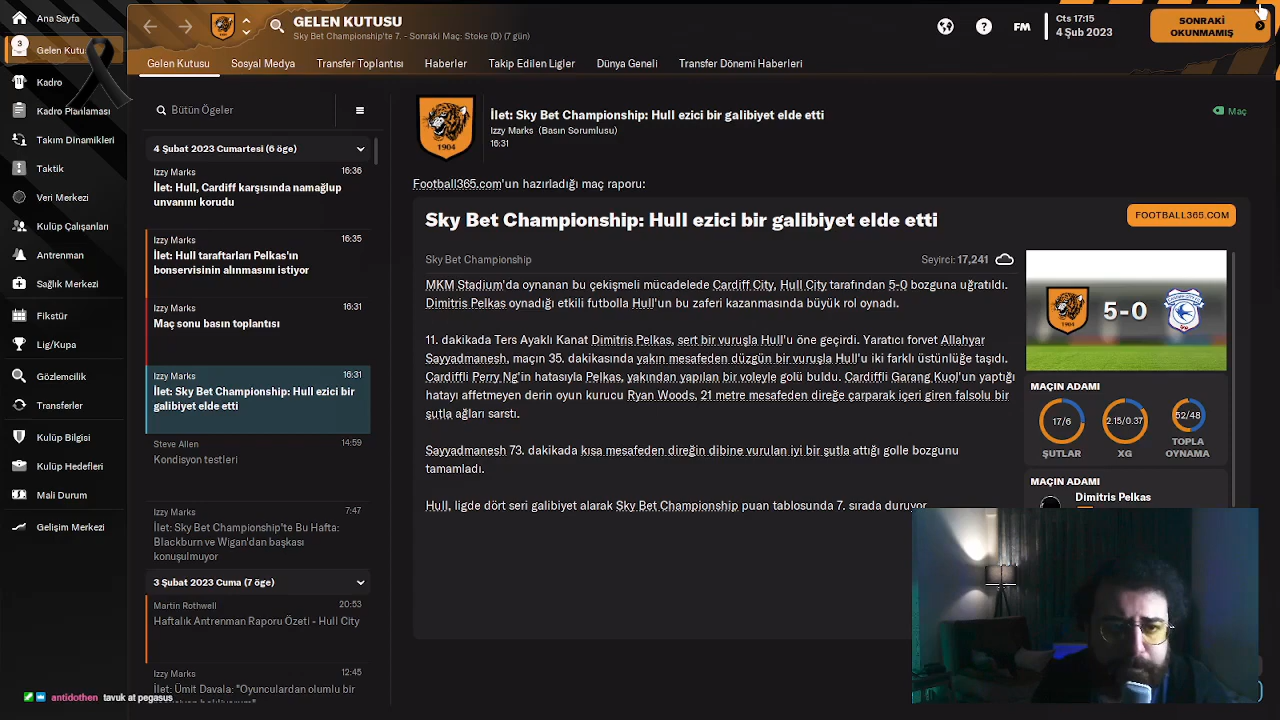 Ana Sayfa
3
Gelen Kutusu
Kadro
Kadro Planlaması
Takım Dinamikleri
Taktik
Veri Merkezi
Kulüp Çalışanları
Antrenman
Sağlık Merkezi
Fikstür
Lig/Kupa
Gözlemcilik
Transferler
Kulüp Bilgisi
Kulüp Hedefleri
Mali Durum
Gelişim Merkezi
GELEN KUTUSU
Sky Bet Championship'te 7. - Sonraki Maç: Stoke (D) (7 gün)
FM
Cts 17:15
4 Şub 2023
SONRAKİ
OKUNMAMIŞ
Gelen Kutusu
Sosyal Medya
Transfer Toplantısı
Haberler
Takip Edilen Ligler
Dünya Geneli
Transfer Dönemi Haberleri
Bütün Ögeler
4 Şubat 2023 Cumartesi (6 öge)
Izzy Marks 16:36
İlet: Hull, Cardiff karşısında namağlup
unvanını korudu
Izzy Marks 16:35
İlet: Hull taraftarları Pelkas'ın
bonservisinin alınmasını istiyor
Izzy Marks 16:31
Maç sonu basın toplantısı
Izzy Marks 16:31
İlet: Sky Bet Championship: Hull ezici bir
galibiyet elde etti
Steve Allen 14:59
Kondisyon testleri
Izzy Marks 7:47
İlet: Sky Bet Championship'te Bu Hafta:
Blackburn ve Wigan'dan başkası
konuşulmuyor
3 Şubat 2023 Cuma (7 öge)
Martin Rothwell 20:53
Haftalık Antrenman Raporu Özeti - Hull City
Izzy Marks 12:45
İlet: Ümit Davala: "Oyunculardan olumlu bir
antidothen tavuk at pegasus
1904
İlet: Sky Bet Championship: Hull ezici bir galibiyet elde etti
Izzy Marks (Basın Sorumlusu)
16:31
Maç
Football365.com'un hazırladığı maç raporu:
Sky Bet Championship: Hull ezici bir galibiyet elde etti
FOOTBALL365.COM
Sky Bet Championship
Seyirci: 17,241
MKM Stadium'da oynanan bu çekişmeli mücadelede Cardiff City, Hull City tarafından 5-0 bozguna uğratıldı.
Dimitris Pelkas oynadığı etkili futbolla Hull'un bu zaferi kazanmasında büyük rol oynadı.
11. dakikada Ters Ayaklı Kanat Dimitris Pelkas, sert bir vuruşla Hull'u öne geçirdi. Yaratıcı forvet Allahyar
Sayyadmanesh, maçın 35. dakikasında yakın mesafeden düzgün bir vuruşla Hull'u iki farklı üstünlüğe taşıdı.
Cardiffli Perry Ng'in hatasıyla Pelkas, yakından yapılan bir voleyle golü buldu. Cardiffli Garang Kuol'un yaptığı
hatayı affetmeyen derin oyun kurucu Ryan Woods, 21 metre mesafeden direğe çarparak içeri giren falsolu bir
şutla ağları sarstı.
Sayyadmanesh 73. dakikada kısa mesafeden direğin dibine vurulan iyi bir şutla attığı golle bozgunu
tamamladı.
Hull, ligde dört seri galibiyet alarak Sky Bet Championship puan tablosunda 7. sırada duruyor.
1904
5-0
MAÇIN ADAMI
17/6
ŞUTLAR
2.15/0.37
XG
52/48
TOPLA
OYNAMA
MAÇIN ADAMI
Dimitris Pelkas